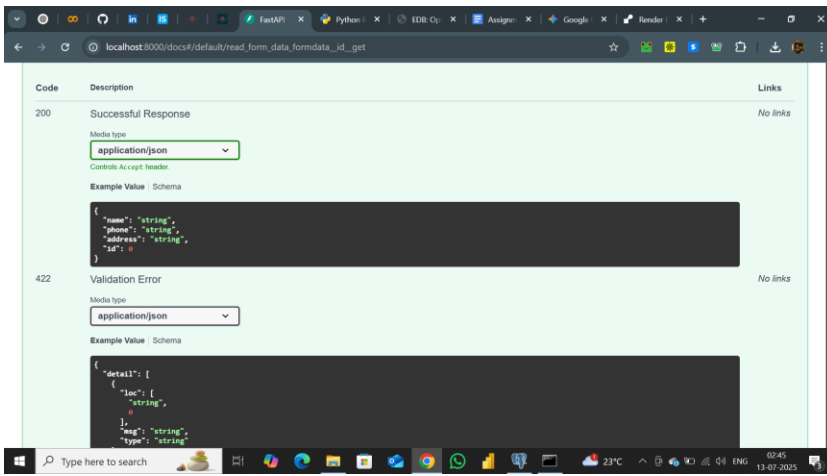 FastAPI
Python F
EDB: Op
Assignm
Google
Render
localhost:8000/docs#/default/read_form_data_formdata__id__get
Code Description Links
200 Successful Response No links
Media type
application/json
Controls Accept header.
Example Value | Schema
{
"name": "string",
"phone": "string",
"address": "string",
"id": 0
}
422 Validation Error No links
Media type
application/json
Example Value | Schema
{
"detail": [
{
"loc": [
"string",
0
],
"msg": "string",
"type": "string"
Type here to search
23°C
ENG
02:45
13-07-2025